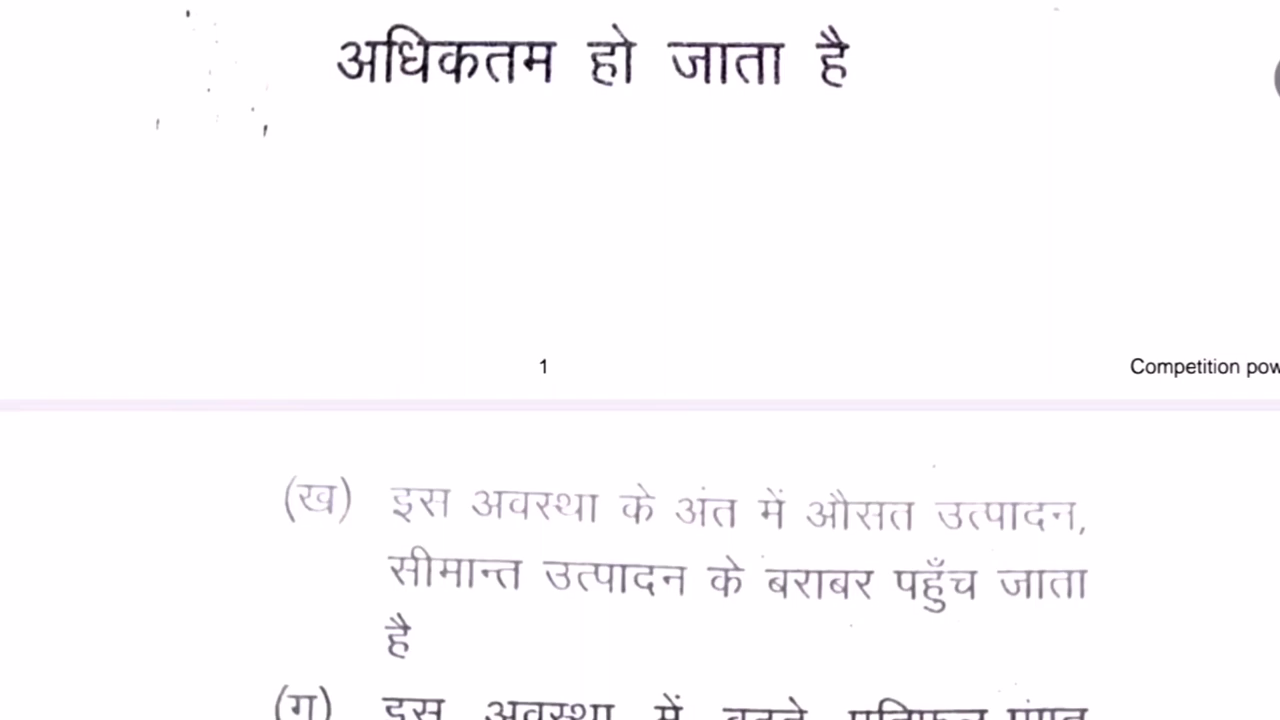 अधिकतम हो जाता है
1
Competition pow
(ख) इस अवस्था के अंत में औसत उत्पादन,
सीमान्त उत्पादन के बराबर पहुँच जाता
है
(ग) इस अवस्था में